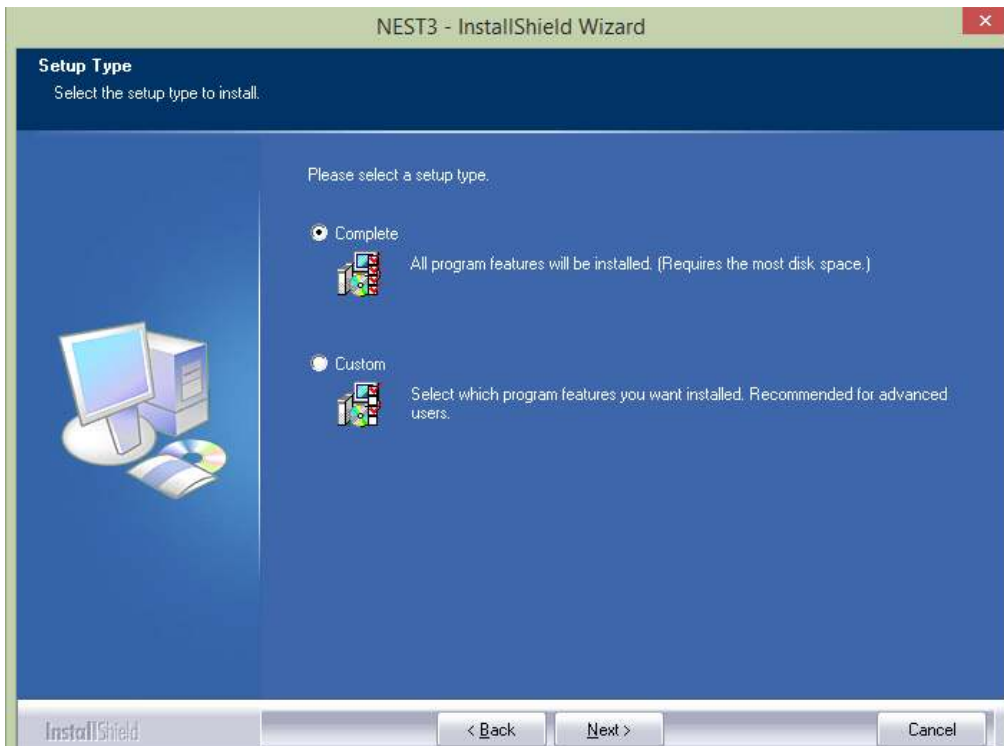 NEST3 - InstallShield Wizard
Setup Type
Select the setup type to install.
Please select a setup type.
Complete
All program features will be installed. (Requires the most disk space.)
Custom
Select which program features you want installed. Recommended for advanced
users.
InstallShield
< Back
Next >
Cancel